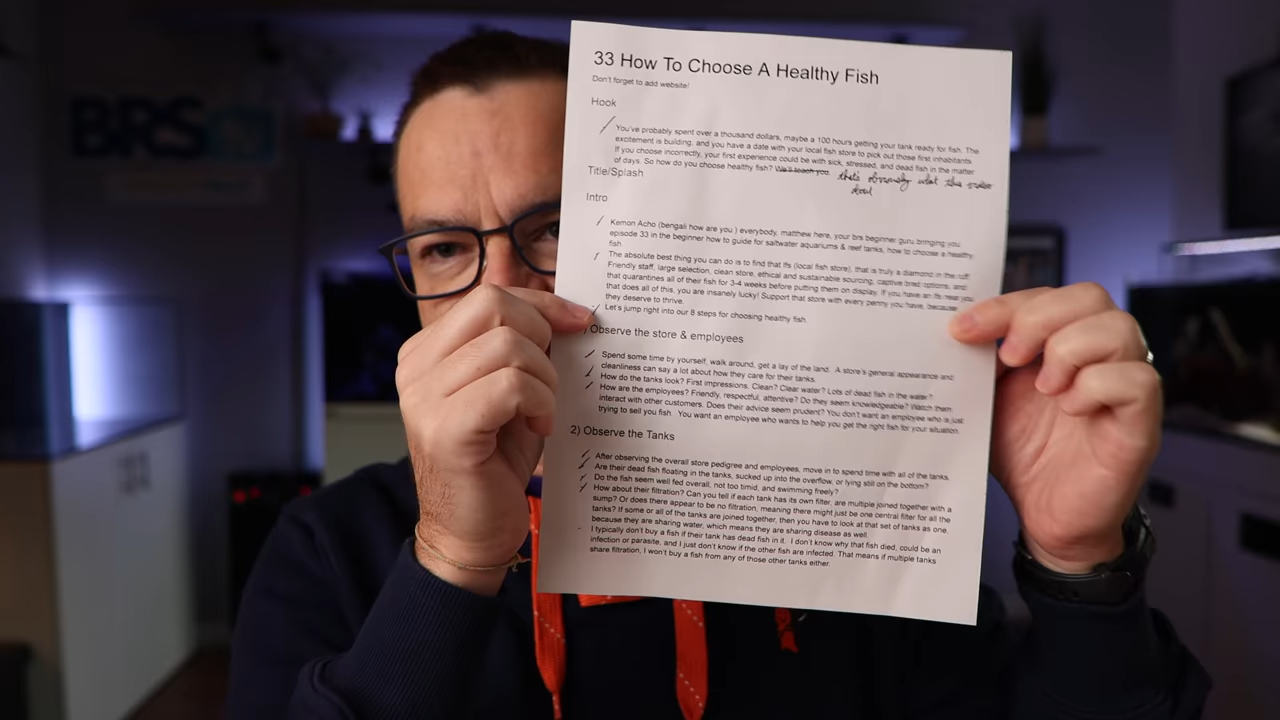 BRS
33 How To Choose A Healthy Fish
Don't forget to add website!
Hook
You've probably spent over a thousand dollars, maybe a 100 hours getting your tank ready for fish. The
excitement is building, and you have a date with your local fish store to pick out those first inhabitants
If you choose incorrectly, your first experience could be with sick, stressed, and dead fish in the matter
of days. So how do you choose healthy fish? We'll teach you. that's obviously what this video
Title/Splash
Intro
Kemon Acho (bengali how are you ) everybody, matthew here, your brs beginner guru bringing you
episode 33 in the beginner how to guide for saltwater aquariums & reef tanks, how to choose a healthy
fish
The absolute best thing you can do is to find that lfs (local fish store), that is truly a diamond in the ruff.
Friendly staff, large selection, clean store, ethical and sustainable sourcing, captive bred options, and
that quarantines all of their fish for 3-4 weeks before putting them on display. If you have an lfs near you
that does all of this, you are insanely lucky! Support that store with every penny you have, because
they deserve to thrive.
Let's jump right into our 8 steps for choosing healthy fish.
) Observe the store & employees
Spend some time by yourself, walk around, get a lay of the land. A store's general appearance and
cleanliness can say a lot about how they care for their tanks.
How do the tanks look? First impressions. Clean? Clear water? Lots of dead fish in the water?
How are the employees? Friendly, respectful, attentive? Do they seem knowledgeable? Watch them
interact with other customers. Does their advice seem prudent? You don't want an employee who is just
trying to sell you fish. You want an employee who wants to help you get the right fish for your situation.
2) Observe the Tanks
After observing the overall store pedigree and employees, move in to spend time with all of the tanks.
Are their dead fish floating in the tanks, sucked up into the overflow, or lying still on the bottom?
Do the fish seem well fed overall, not too timid, and swimming freely?
How about their filtration? Can you tell if each tank has its own filter, are multiple joined together with a
sump? Or does there appear to be no filtration, meaning there might just be one central filter for all the
tanks? If some or all of the tanks are joined together, then you have to look at that set of tanks as one.
because they are sharing water, which means they are sharing disease as well.
- I typically don't buy a fish if their tank has dead fish in it. I don't know why that fish died, could be an
infection or parasite, and I just don't know if the other fish are infected. That means if multiple tanks
share filtration, I won't buy a fish from any of those other tanks either.